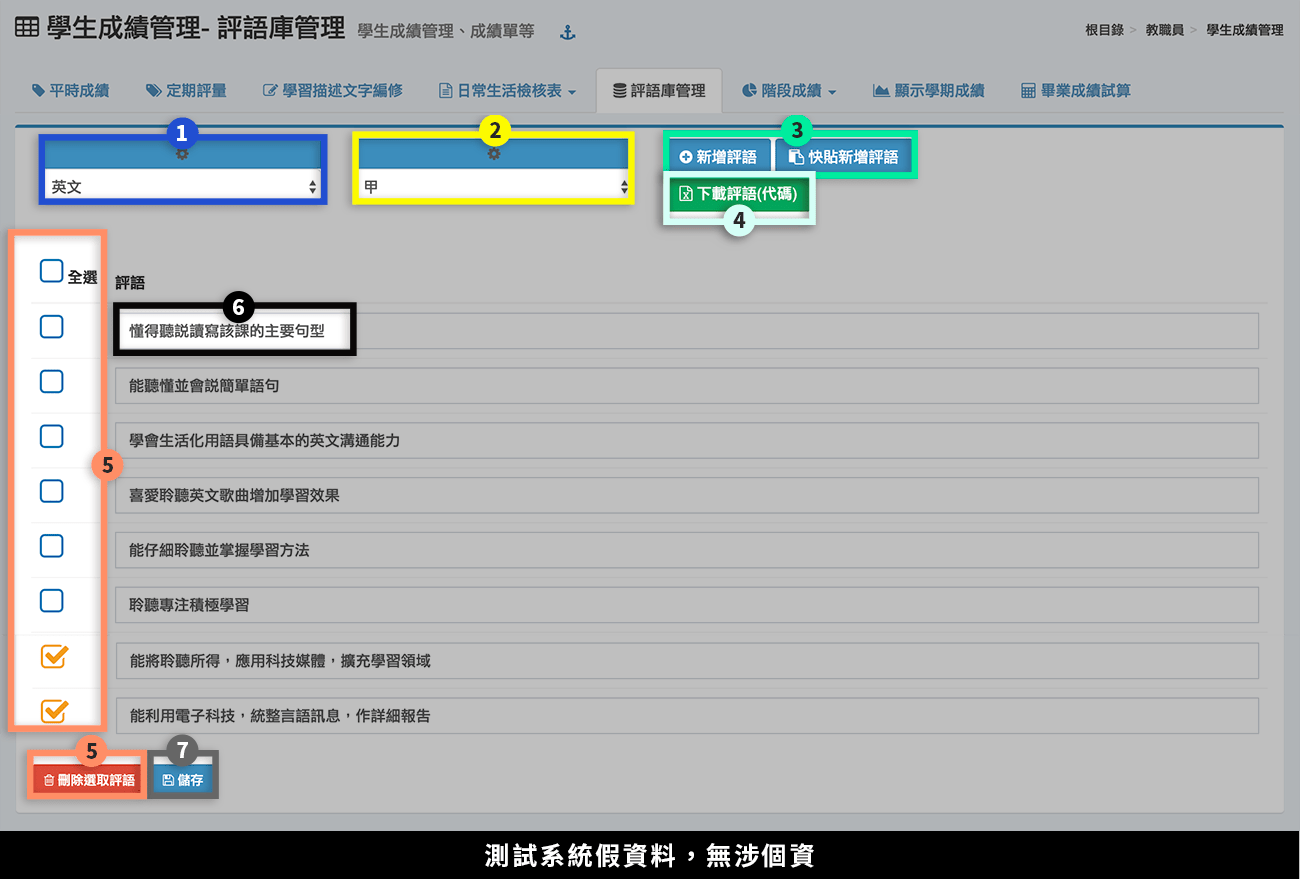 學生成績管理- 評語庫管理 學生成績管理、成績單等
根目錄 > 教職員 > 學生成績管理
平時成績 定期評量 學習描述文字編修 日常生活檢核表 評語庫管理 階段成績 顯示學期成績 畢業成績試算
1
2
3
英文
甲
新增評語 快貼新增評語
下載評語(代碼)
4
全選 評語
6
懂得聽說讀寫該課的主要句型
能聽懂並會說簡單語句
學會生活化用語具備基本的英文溝通能力
5
喜愛聆聽英文歌曲增加學習效果
能仔細聆聽並掌握學習方法
聆聽專注積極學習
能將聆聽所得，應用科技媒體，擴充學習領域
能利用電子科技，統整言語訊息，作詳細報告
5
7
刪除選取評語 儲存
測試系統假資料，無涉個資